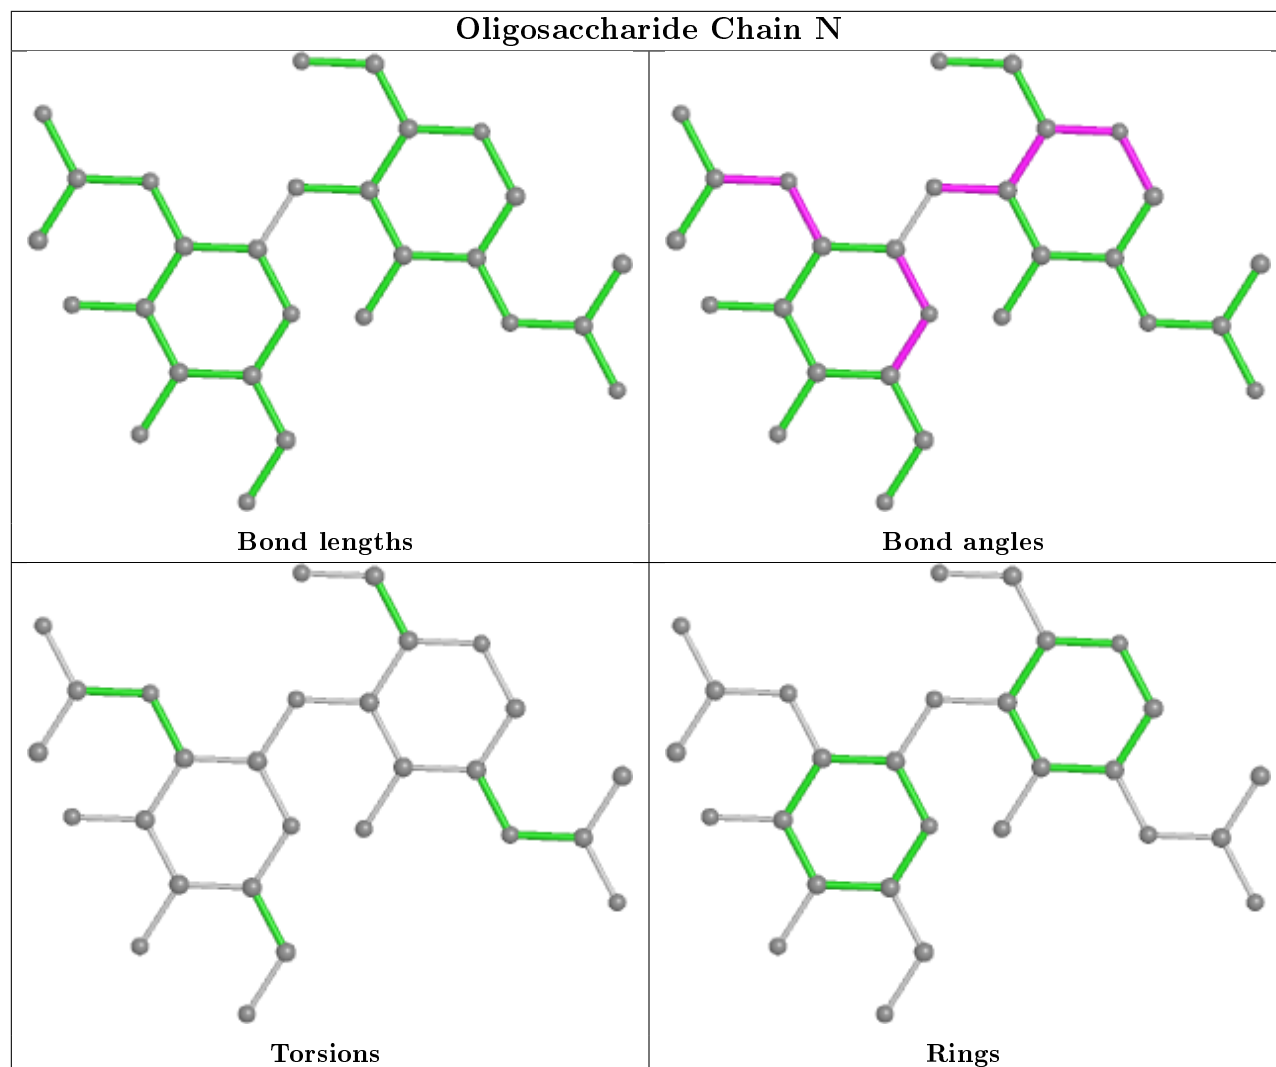 Oligosaccharide Chain N
Bond lengths
Bond angles
Torsions
Rings